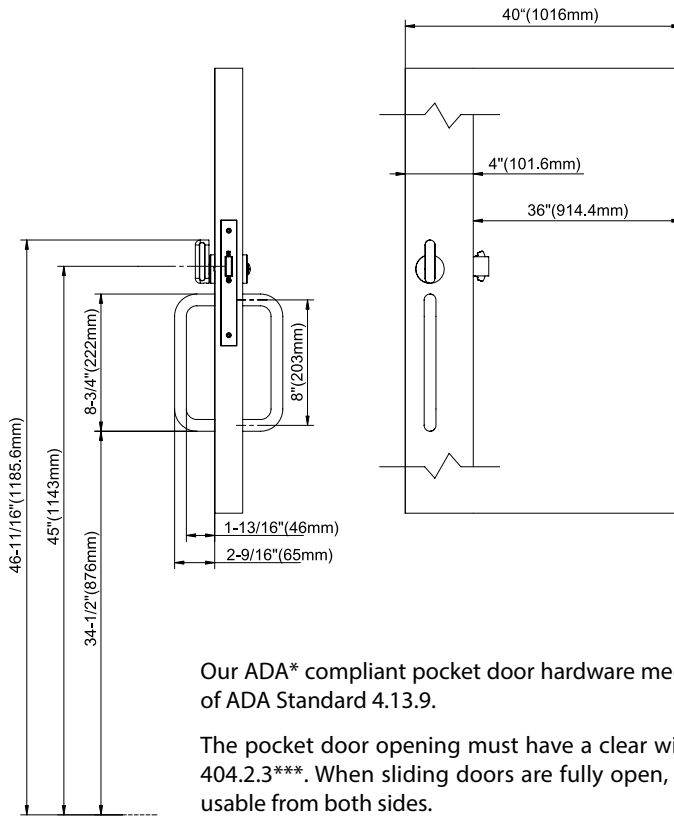 40“(1016mm)
4"(101.6mm)
36"(914.4mm)
8-3/4"(222mm)
8"(203mm)
46-11/16"(1185.6mm)
45"(1143mm)
34-1/2"(876mm)
1-13/16"(46mm)
2-9/16"(65mm)
Our ADA* compliant pocket door hardware
of ADA Standard 4.13.9.
The pocket door opening must have a clear
404.2.3***. When sliding doors are fully open,
usable from both sides.